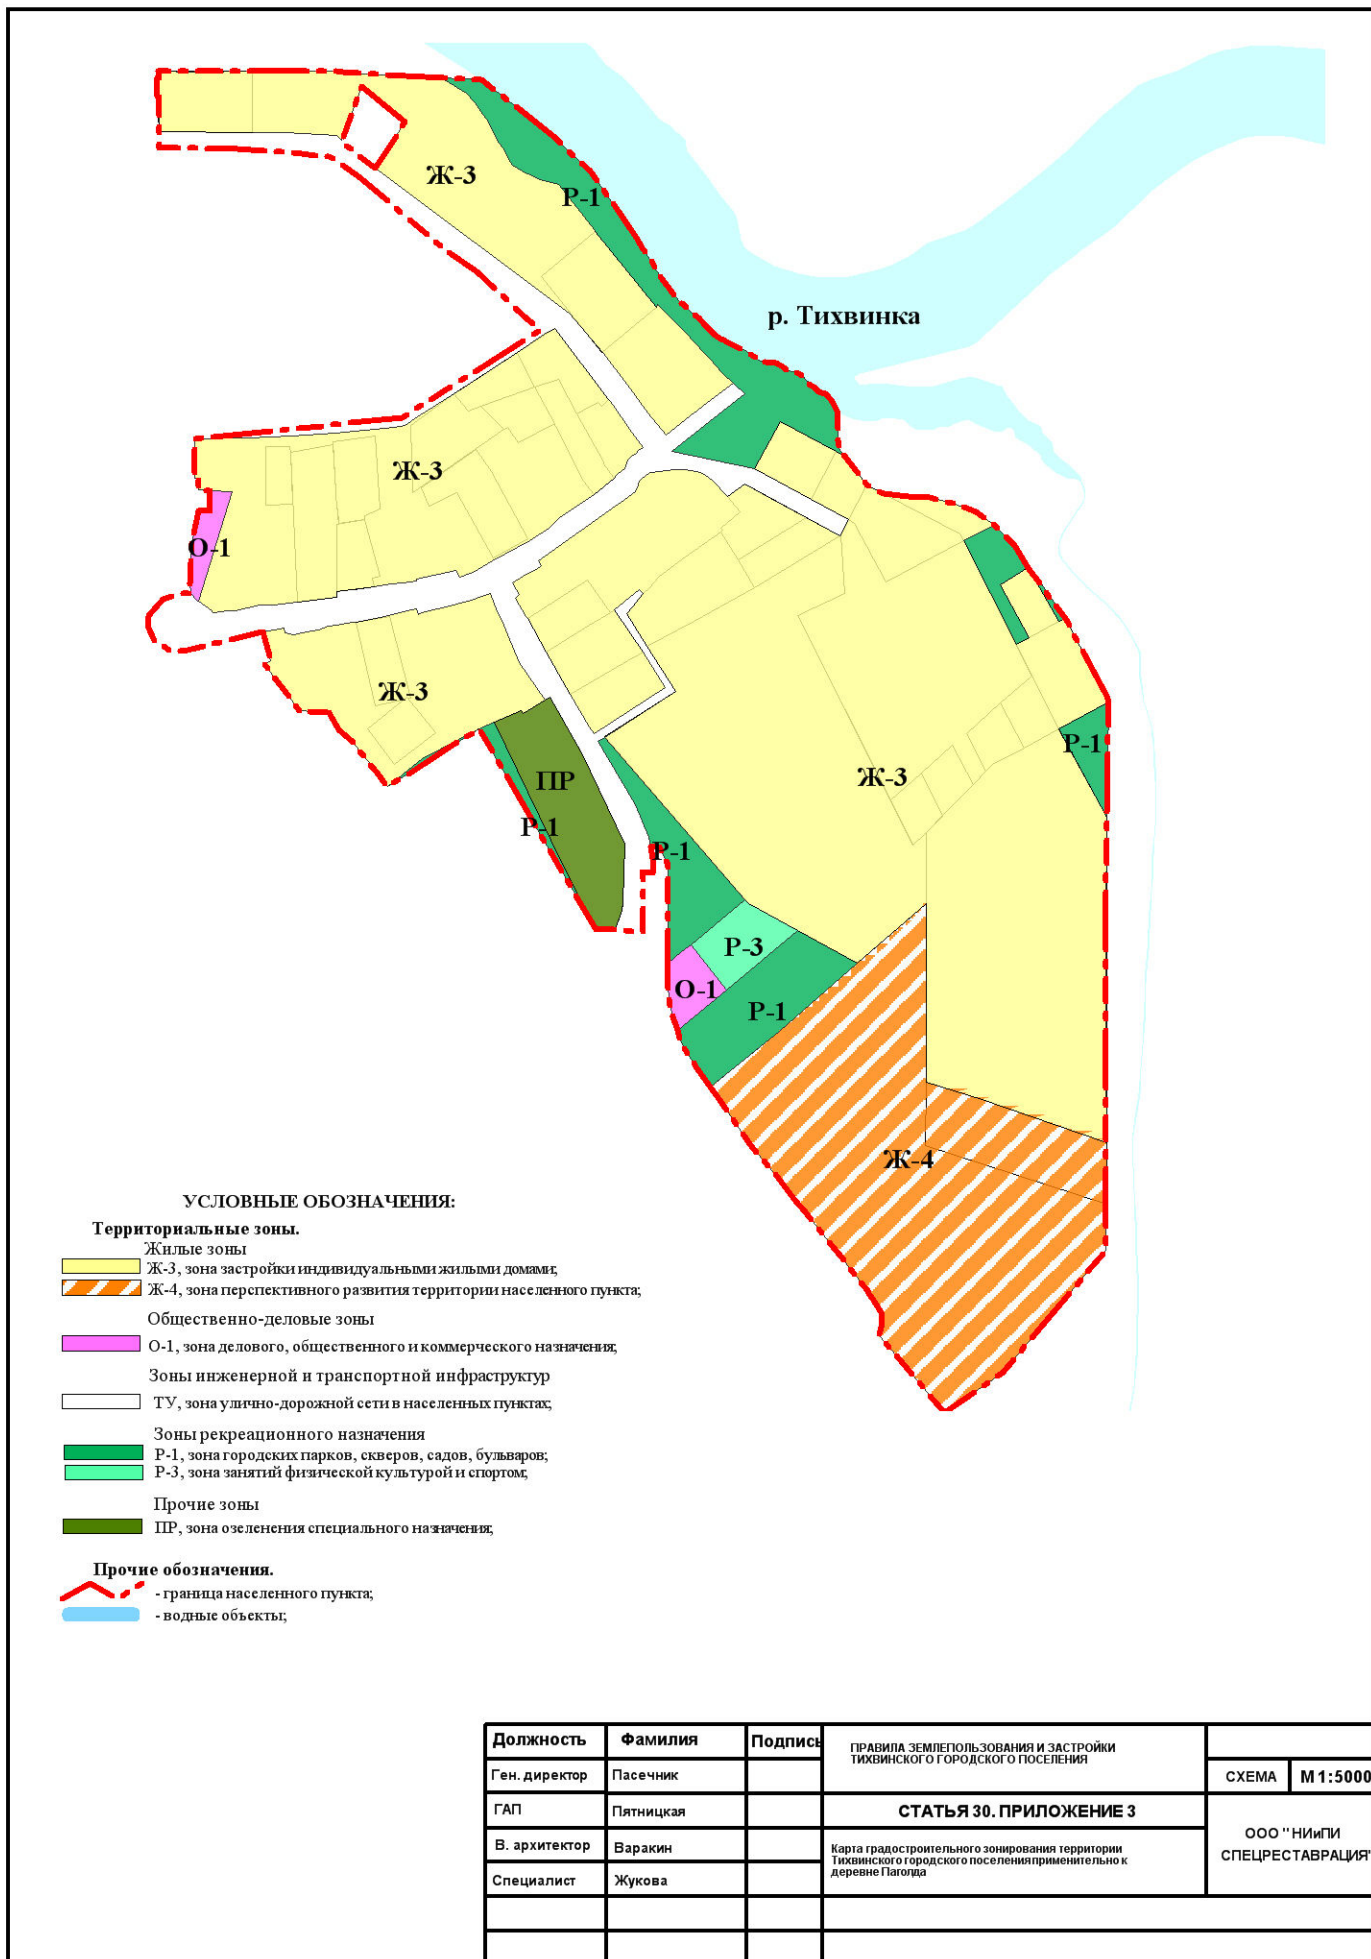 Ж-3
Р-1
р. Тихвинка
Ж-3
О-1
Ж-3
Р-1
ПР
Ж-3
Р-1
Р-1
Р-3
О-1
Р-1
Ж-4
УСЛОВНЫЕ ОБОЗНАЧЕНИЯ:
Территориальные зоны.
Жилые зоны
Ж-3, зона застройки индивидуальными жилыми домами;
Ж-4, зона перспективного развития территории населенного пункта;
Общественно-деловые зоны
О-1, зона делового, общественного и коммерческого назначения;
Зоны инженерной и транспортной инфраструктур
ТУ, зона улично-дорожной сети в населенных пунктах;
Зоны рекреационного назначения
Р-1, зона городских парков, скверов, садов, бульваров;
Р-3, зона занятий физической культурой и спортом;
Прочие зоны
ПР, зона озеленения специального назначения;
Прочие обозначения.
- граница населенного пункта;
- водные объекты;
Должность Фамилия Подпись
ПРАВИЛА ЗЕМЛЕПОЛЬЗОВАНИЯ И ЗАСТРОЙКИ
ТИХВИНСКОГО ГОРОДСКОГО ПОСЕЛЕНИЯ
Ген. директор Пасечник
СХЕМА М 1:5000
ГАП Пятницкая
СТАТЬЯ 30. ПРИЛОЖЕНИЕ 3
ООО "НИиПИ
СПЕЦРЕСТАВРАЦИЯ"
В. архитектор Варакин
Карта градостроительного зонирования территории
Тихвинского городского поселения применительно к
деревне Паголда
Специалист Жукова